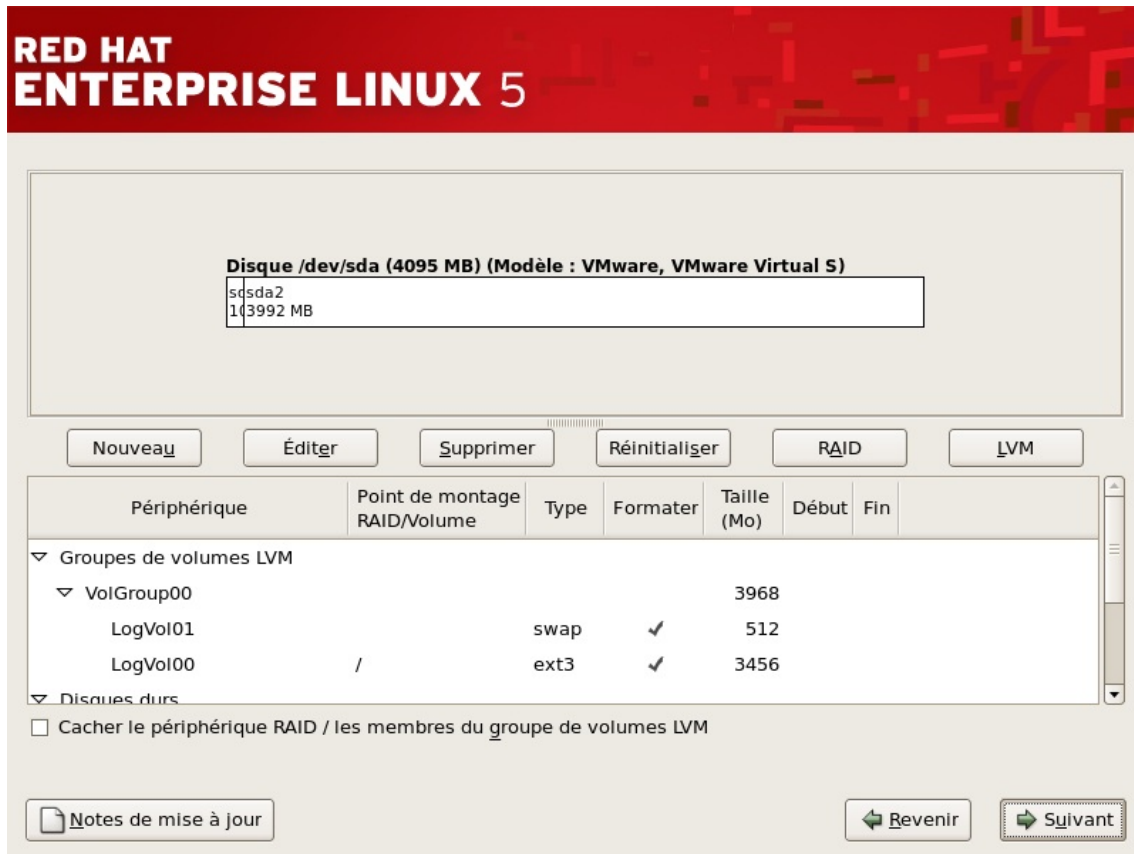 RED HAT
ENTERPRISE LINUX 5
Disque /dev/sda (4095 MB) (Modèle : VMware, VMware Virtual S)
sda2
3992 MB
Nouveau Éditer Supprimer Réinitialiser RAID LVM
Périphérique Point de montage RAID/Volume Type Formater Taille (Mo) Début Fin
Groupes de volumes LVM
VolGroup00 3968
LogVol01 swap 512
LogVol00 / ext3 3456
Disques durs
Cacher le périphérique RAID / les membres du groupe de volumes LVM
Notes de mise à jour Revenir Suivant